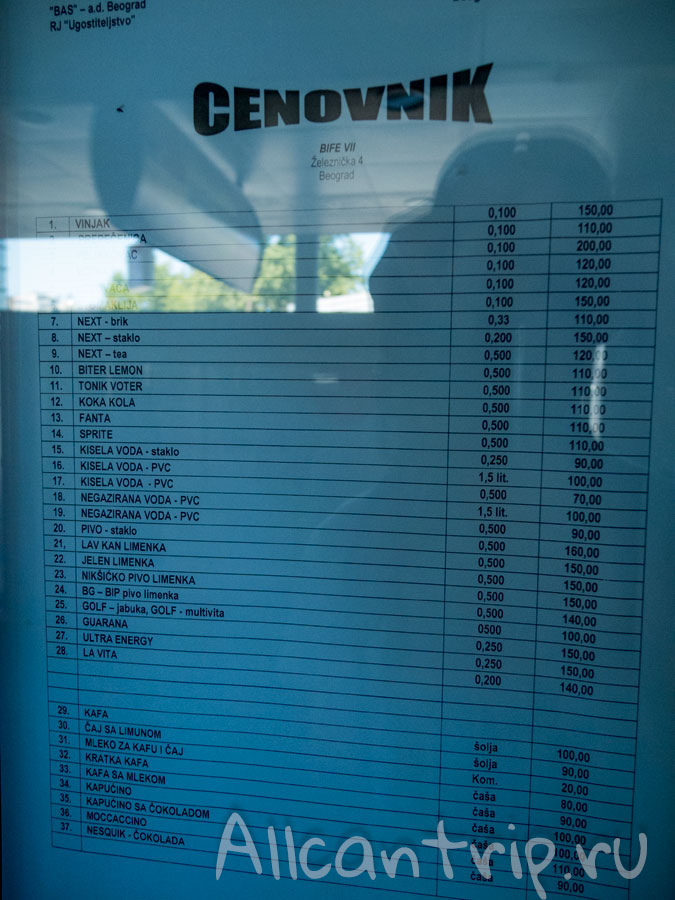 "BAS" – a.d. Beograd
RJ "Ugostiteljstvo"
CENOVNIK
BIFE VII
Železnička 4
Beograd
1. VINJAK 0,100 150,00
0,100 110,00
0,100 200,00
0,100 120,00
0,100 120,00
0,100 150,00
7. NEXT - brik 0,33 110,00
8. NEXT – staklo 0,200 150,00
9. NEXT – tea 0,500 120,00
10. BITER LEMON 0,500 110,00
11. TONIK VOTER 0,500 110,00
12. KOKA KOLA 0,500 110,00
13. FANTA 0,500 110,00
14. SPRITE 0,500 110,00
15. KISELA VODA - staklo 0,250 90,00
16. KISELA VODA - PVC 1,5 lit. 100,00
17. KISELA VODA - PVC 0,500 70,00
18. NEGAZIRANA VODA - PVC 1,5 lit. 100,00
19. NEGAZIRANA VODA - PVC 0,500 90,00
20. PIVO - staklo 0,500 160,00
21, LAV KAN LIMENKA 0,500 150,00
22. JELEN LIMENKA 0,500 150,00
23. NIKŠIĆKO PIVO LIMENKA 0,500 150,00
24. BG – BIP pivo limenka 0,500 140,00
25. GOLF – jabuka, GOLF - multivita 0500 100,00
26. GUARANA 0,250 150,00
27. ULTRA ENERGY 0,250 150,00
28. LA VITA 0,200 140,00
29. KAFA šolja 100,00
30. ČAJ SA LIMUNOM šolja 90,00
31. MLEKO ZA KAFU I ČAJ Kom. 20,00
32. KRATKA KAFA čaša 80,00
33. KAFA SA MLEKOM čaša 90,00
34. KAPUĆINO čaša 100,00
35. KAPUĆINO SA ČOKOLADOM čaša 100,00
36. MOCCACCINO čaša 110,00
37. NESQUIK - ČOKOLADA čaša 90,00
Allcantrip.ru